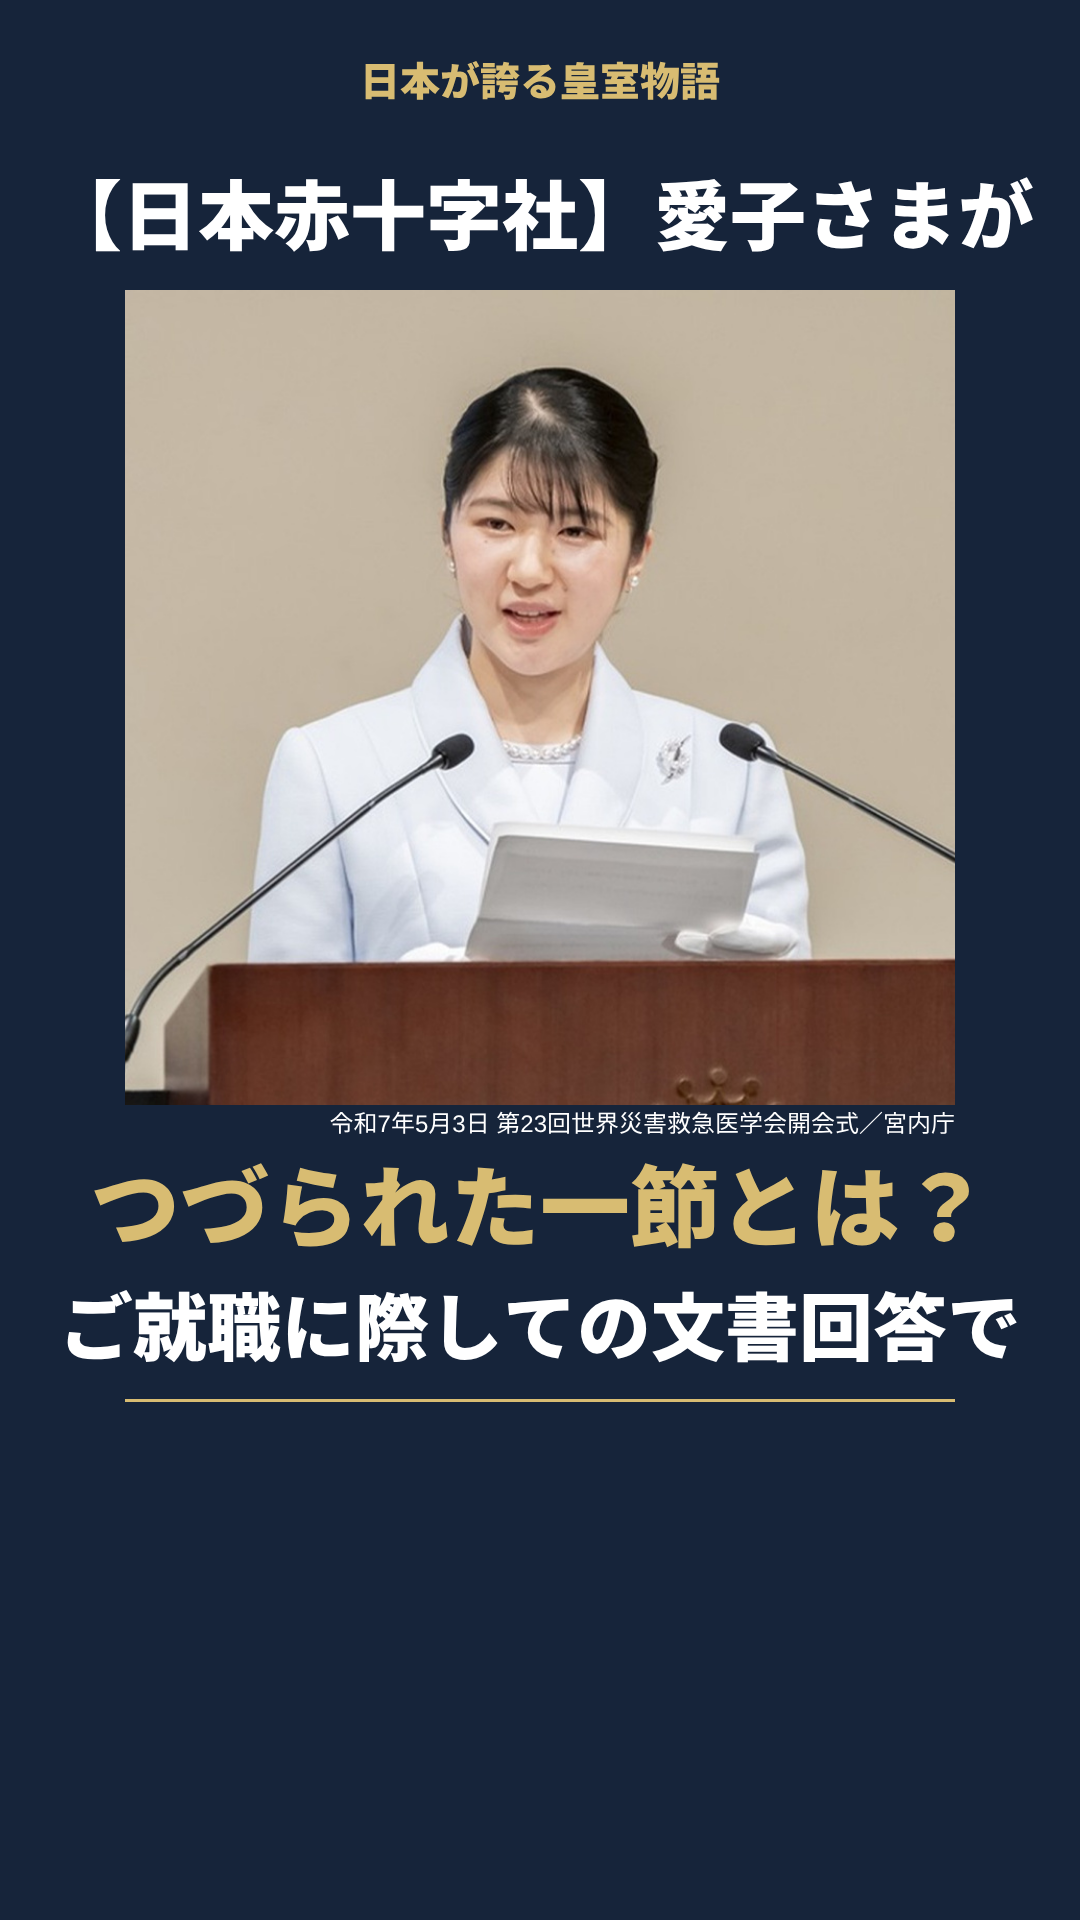 日本が誇る皇室物語
【日本赤十字社】愛子さまが
令和7年5月3日 第23回世界災害救急医学会開会式／宮内庁
つづられた一節とは？
ご就職に際しての文書回答で